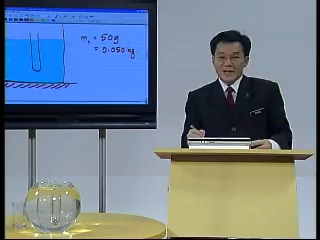 m₁ = 50g
= 0.050 kg